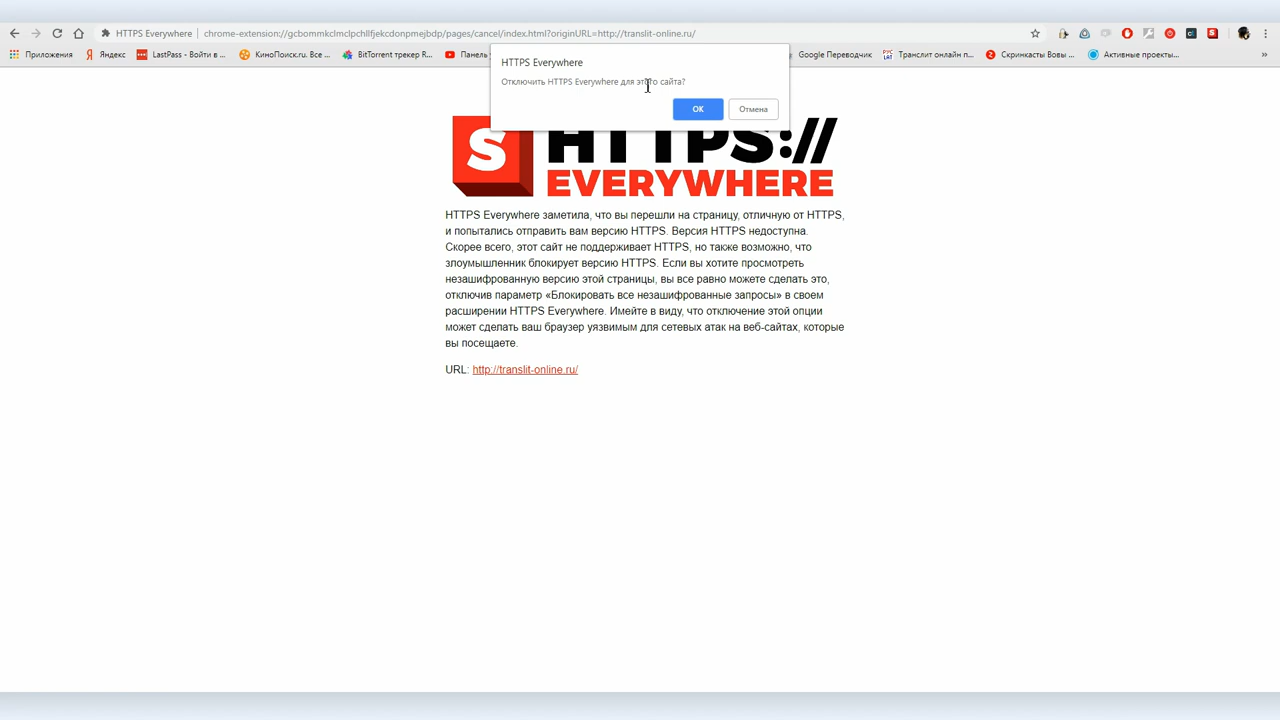 HTTPS Everywhere
chrome-extension://gcbommkclmclpchllfjekcdonpmejbdp/pages/cancel/index.html?originURL=http://translit-online.ru/
Приложения
Яндекс
LastPass - Войти в ...
КиноПоиск.ru. Все ...
BitTorrent трекер R...
Панель
Google Переводчик
Транслит онлайн п...
Скринкасты Вовы ...
Активные проекты...
»
HTTPS Everywhere
Отключить HTTPS Everywhere для этого сайта?
OK
Отмена
S
HTTPS://
EVERYWHERE
HTTPS Everywhere заметила, что вы перешли на страницу, отличную от HTTPS,
и попытались отправить вам версию HTTPS. Версия HTTPS недоступна.
Скорее всего, этот сайт не поддерживает HTTPS, но также возможно, что
злоумышленник блокирует версию HTTPS. Если вы хотите просмотреть
незашифрованную версию этой страницы, вы все равно можете сделать это,
отключив параметр «Блокировать все незашифрованные запросы» в своем
расширении HTTPS Everywhere. Имейте в виду, что отключение этой опции
может сделать ваш браузер уязвимым для сетевых атак на веб-сайтах, которые
вы посещаете.
URL: http://translit-online.ru/